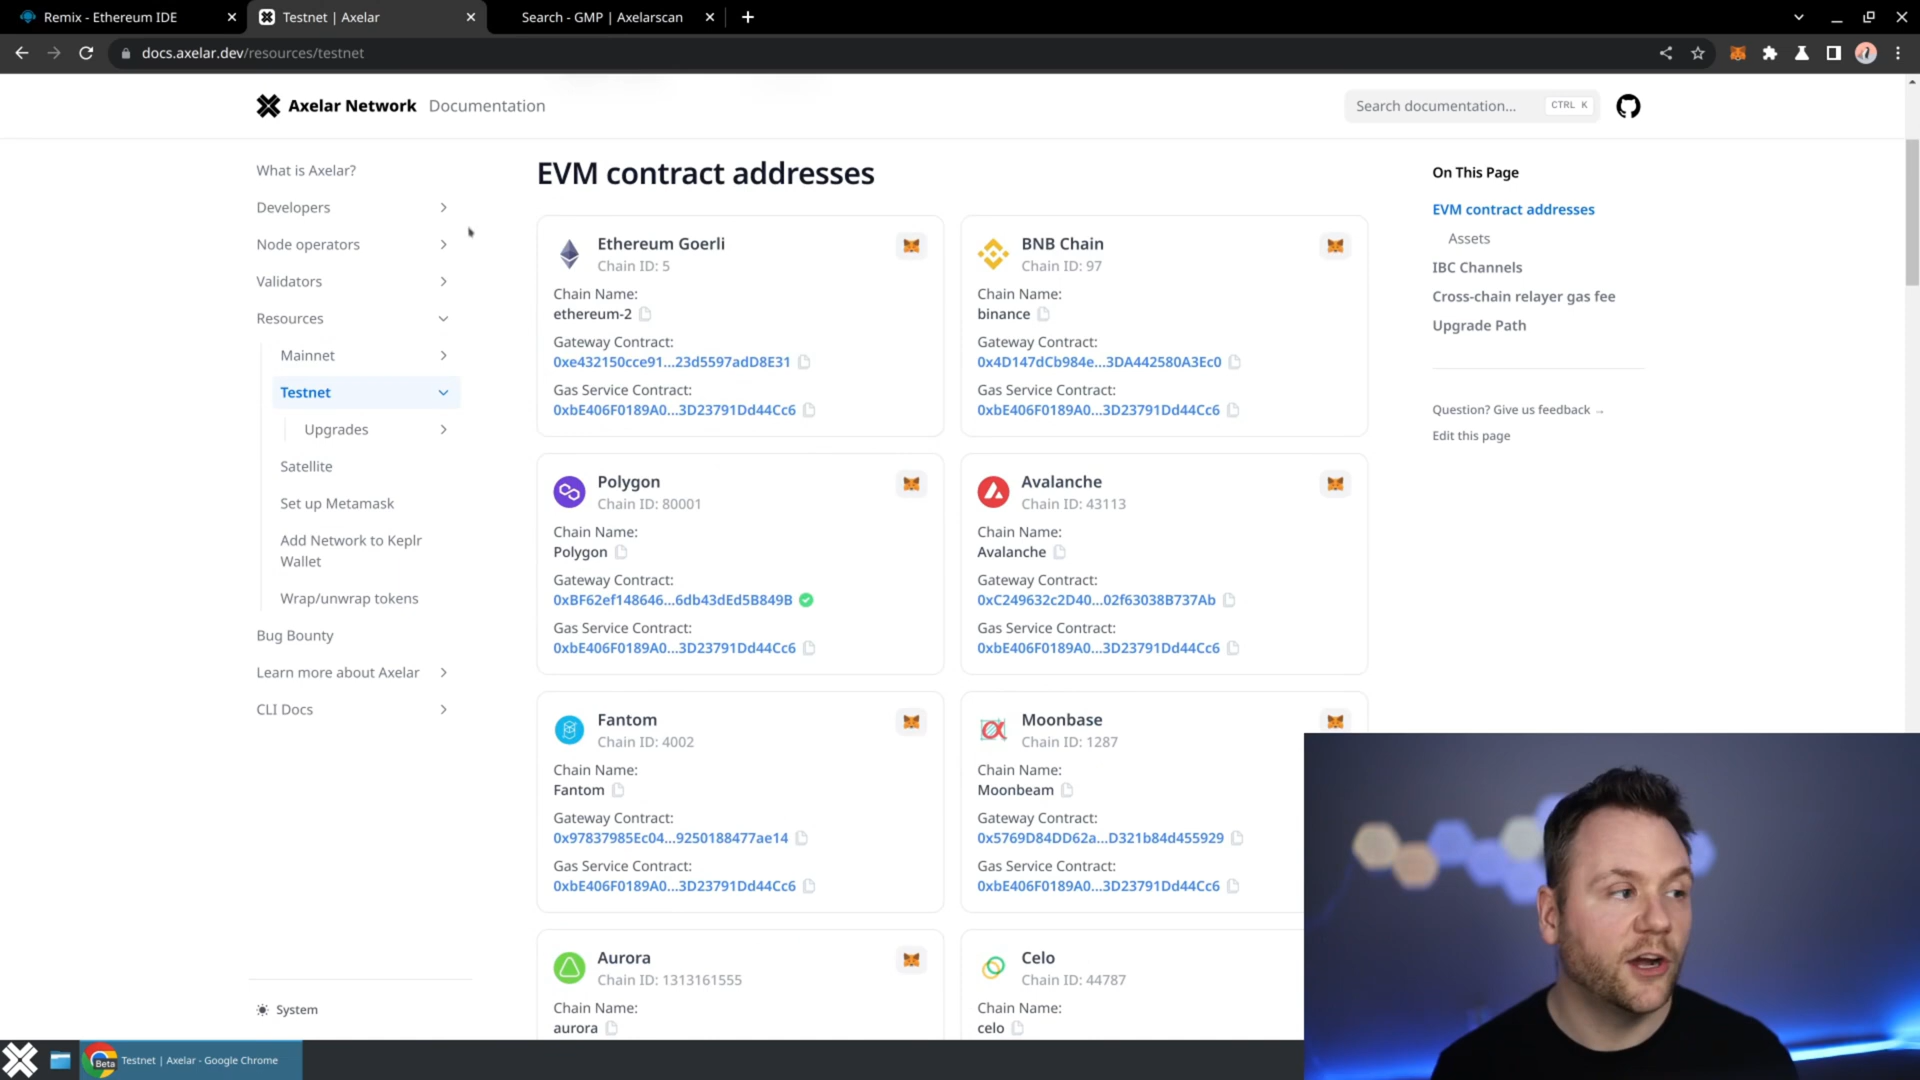 Remix - Ethereum IDE
Testnet | Axelar
Search - GMP | Axelarscan
docs.axelar.dev/resources/testnet
Axelar Network Documentation
Search documentation...
CTRL K
What is Axelar?
Developers
Node operators
Validators
Resources
Mainnet
Testnet
Upgrades
Satellite
Set up Metamask
Add Network to Keplr
Wallet
Wrap/unwrap tokens
Bug Bounty
Learn more about Axelar
CLI Docs
System
EVM contract addresses
Ethereum Goerli
Chain ID: 5
Chain Name:
ethereum-2
Gateway Contract:
0xe432150cce91...23d5597adD8E31
Gas Service Contract:
0xbE406F0189A0...3D23791Dd44Cc6
BNB Chain
Chain ID: 97
Chain Name:
binance
Gateway Contract:
0x4D147dCb984e...3DA442580A3Ec0
Gas Service Contract:
0xbE406F0189A0...3D23791Dd44Cc6
Polygon
Chain ID: 80001
Chain Name:
Polygon
Gateway Contract:
0xBF62ef148646...6db43dEd5B849B
Gas Service Contract:
0xbE406F0189A0...3D23791Dd44Cc6
Avalanche
Chain ID: 43113
Chain Name:
Avalanche
Gateway Contract:
0xC249632c2D40...02f63038B737Ab
Gas Service Contract:
0xbE406F0189A0...3D23791Dd44Cc6
Fantom
Chain ID: 4002
Chain Name:
Fantom
Gateway Contract:
0x97837985Ec04...9250188477ae14
Gas Service Contract:
0xbE406F0189A0...3D23791Dd44Cc6
Moonbase
Chain ID: 1287
Chain Name:
Moonbeam
Gateway Contract:
0x5769D84DD62a...D321b84d455929
Gas Service Contract:
0xbE406F0189A0...3D23791Dd44Cc6
Aurora
Chain ID: 1313161555
Chain Name:
aurora
Celo
Chain ID: 44787
Chain Name:
celo
On This Page
EVM contract addresses
Assets
IBC Channels
Cross-chain relayer gas fee
Upgrade Path
Question? Give us feedback →
Edit this page
Beta
Testnet | Axelar - Google Chrome